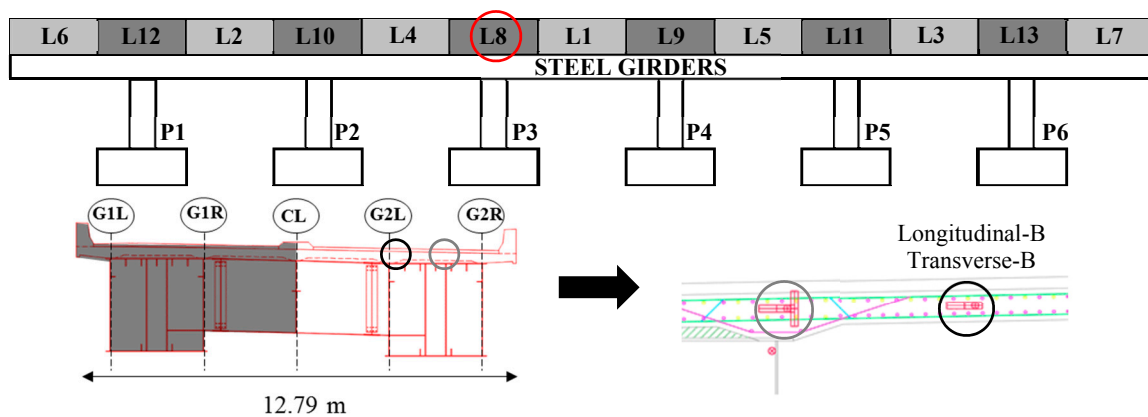 L6 L12 L2 L10 L4 L8 L1 L9 L5 L11 L3 L13 L7
STEEL GIRDERS
P1 P2 P3 P4 P5 P6
G1L G1R CL G2L G2R
Longitudinal-B
Transverse-B
12.79 m